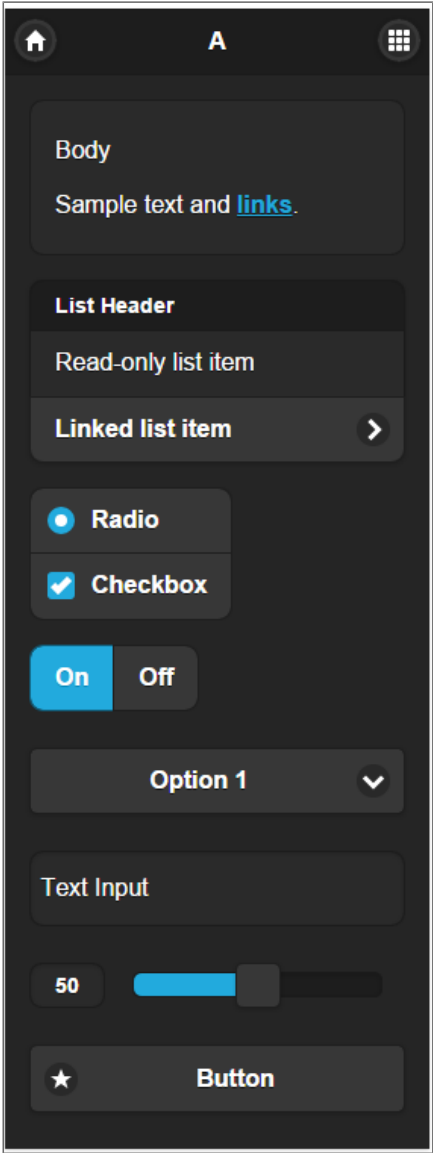 A
Body
Sample text and links.
List Header
Read-only list item
Linked list item
Radio
Checkbox
On Off
Option 1
Text Input
50
Button